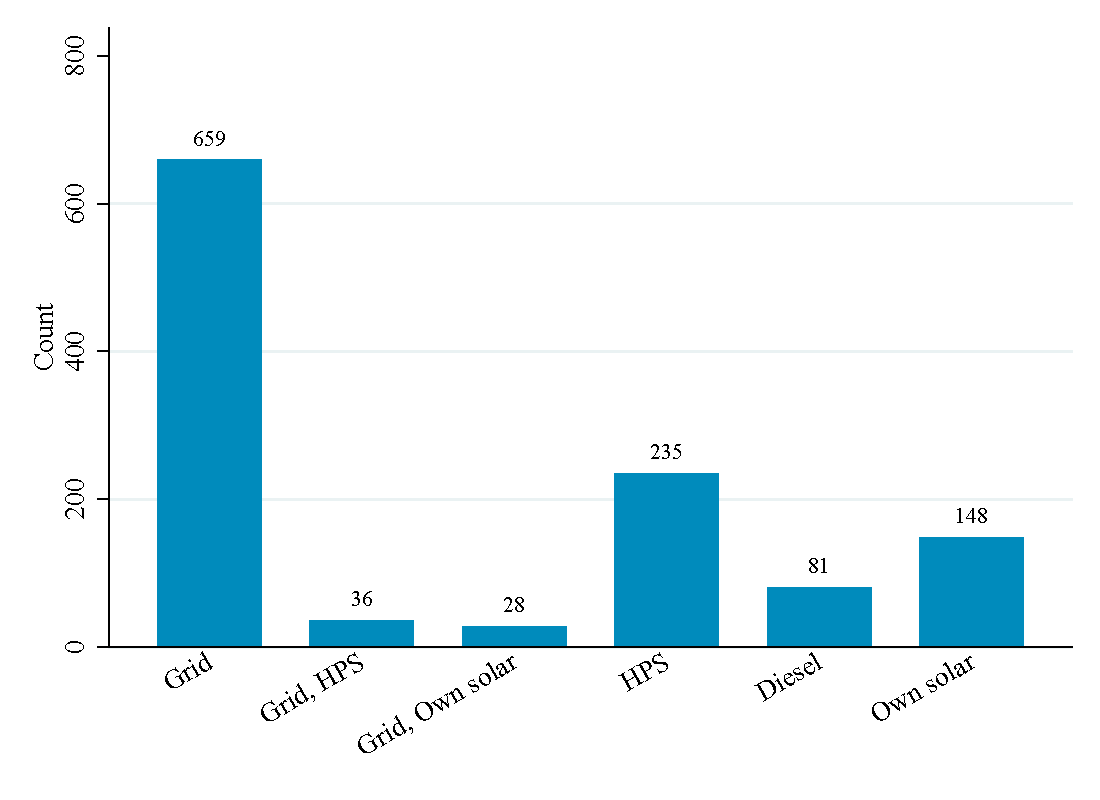 Count
800
600
400
200
0
659
36
28
235
81
148
Grid
Grid, HPS
Grid, Own solar
HPS
Diesel
Own solar